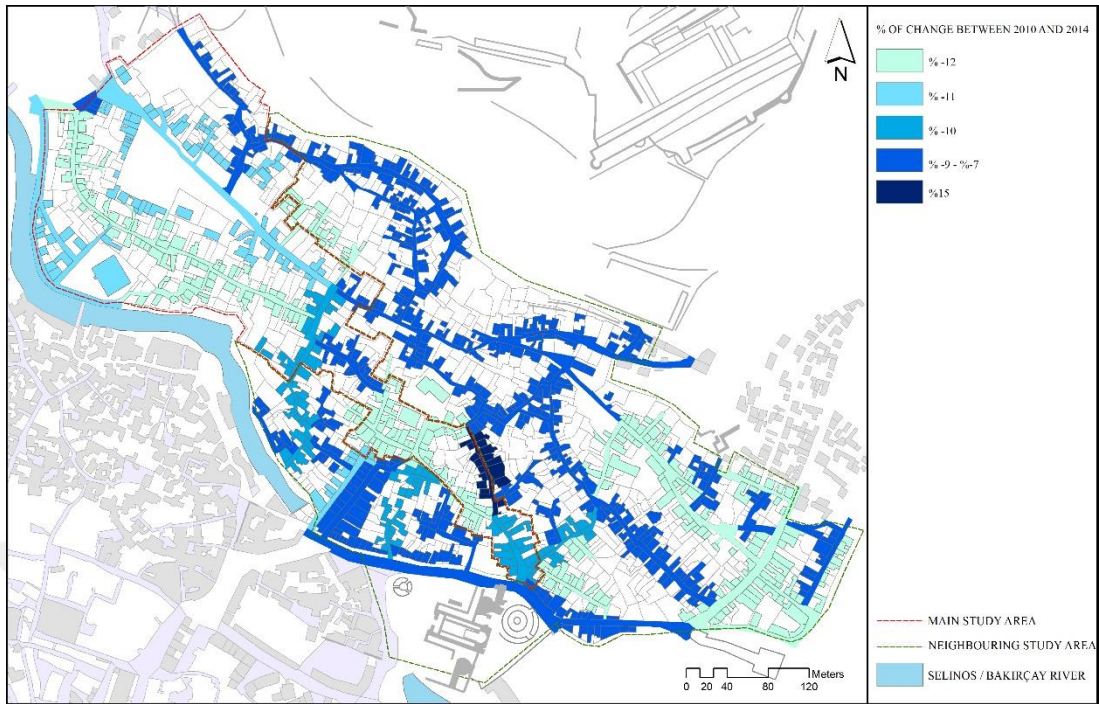 N
% OF CHANGE BETWEEN 2010 AND 2014
% -12
% -11
% -10
% -9 - %-7
%15
MAIN STUDY AREA
NEIGHBOURING STUDY AREA
SELINOS / BAKIRÇAY RIVER
Meters
0 20 40 80 120